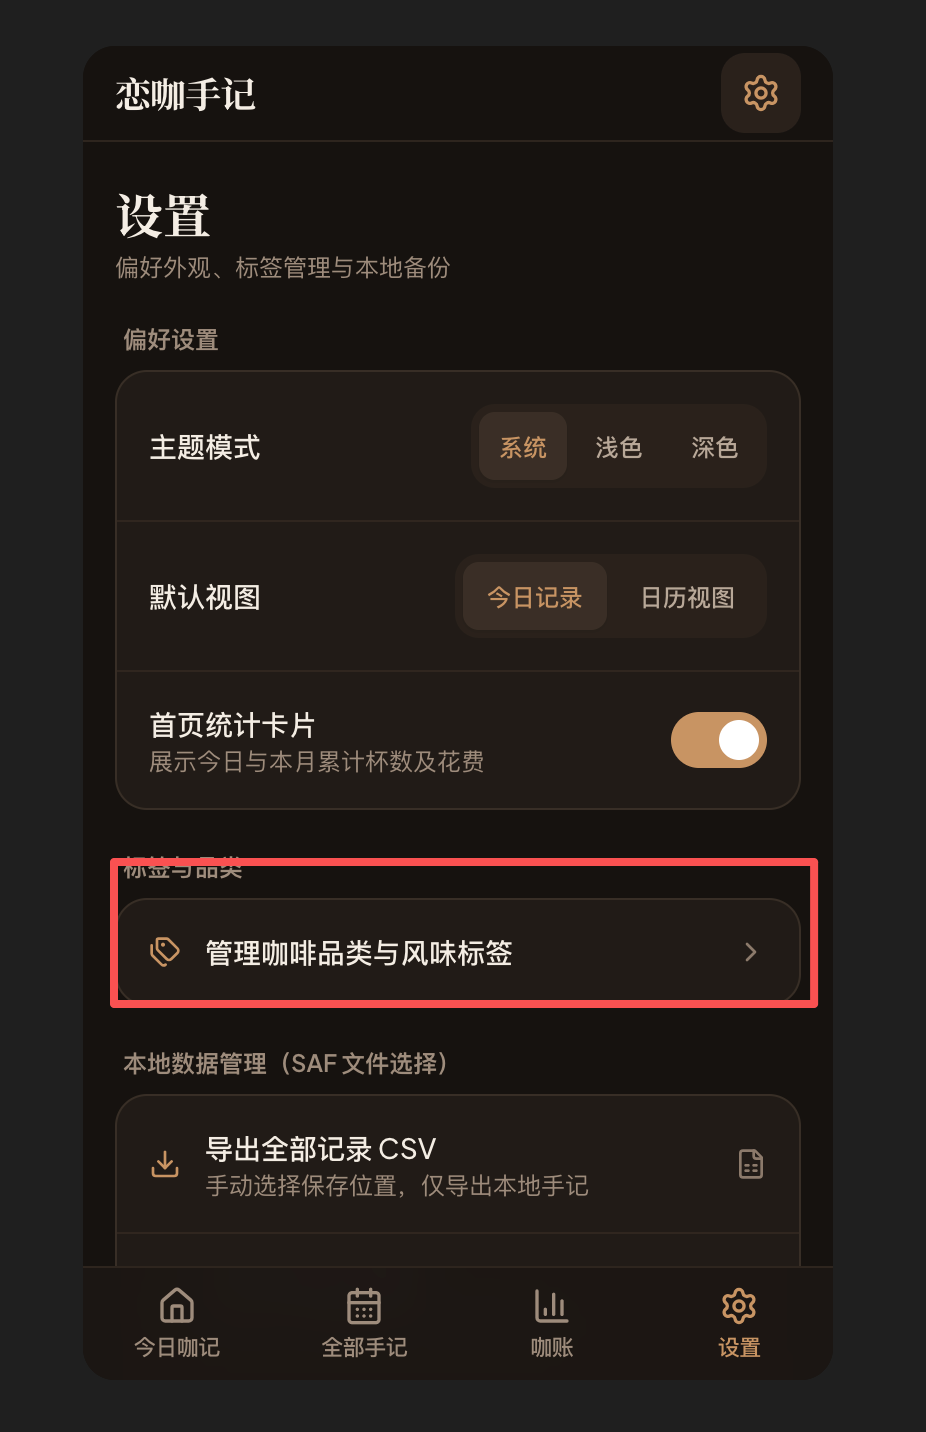 恋咖手记
设置
偏好外观、标签管理与本地备份
偏好设置
主题模式
系统
浅色
深色
默认视图
今日记录
日历视图
首页统计卡片
展示今日与本月累计杯数及花费
标签与品类
管理咖啡品类与风味标签
本地数据管理（SAF 文件选择）
导出全部记录 CSV
手动选择保存位置，仅导出本地手记
今日咖记
全部手记
咖账
设置